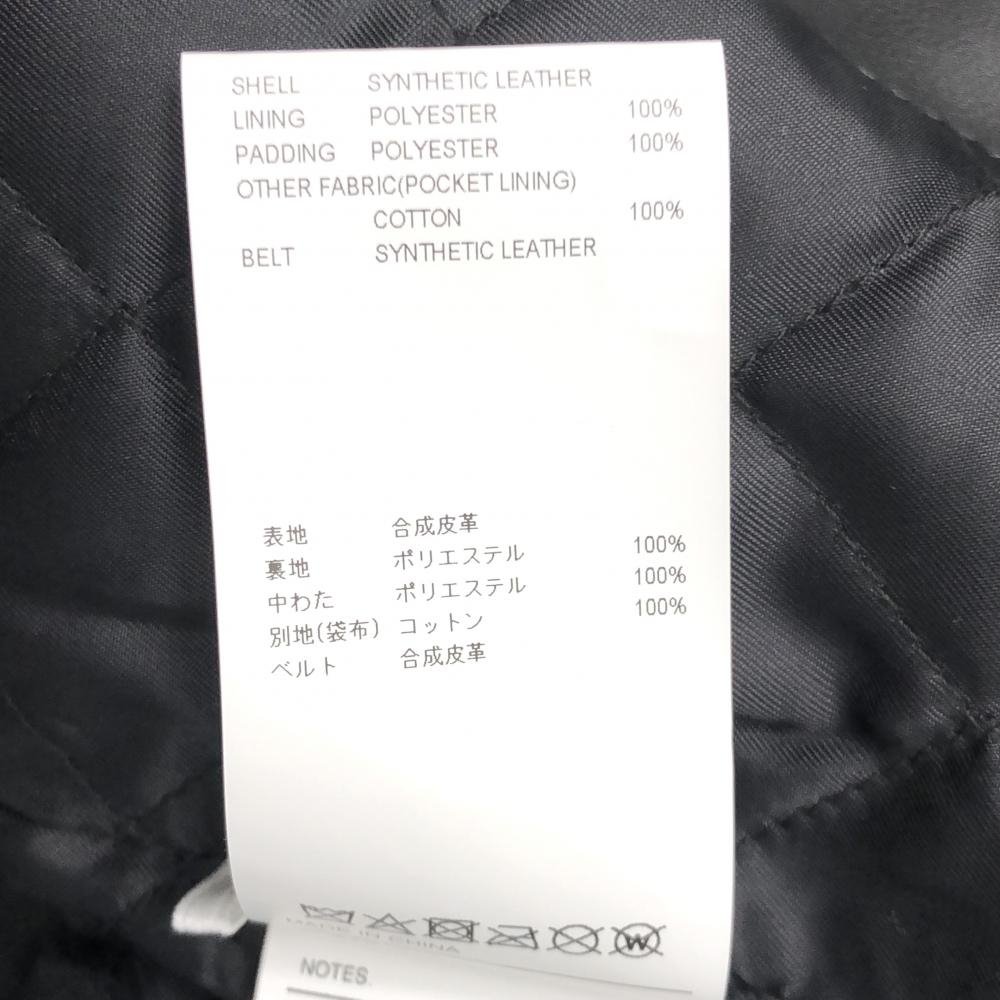 SHELL SYNTHETIC LEATHER
LINING POLYESTER 100%
PADDING POLYESTER 100%
OTHER FABRIC(POCKET LINING)
COTTON 100%
BELT SYNTHETIC LEATHER
表地 合成皮革
裏地 ポリエステル 100%
中わた ポリエステル 100%
別地(袋布) コットン 100%
ベルト 合成皮革
W
MADE IN CHINA
NOTES